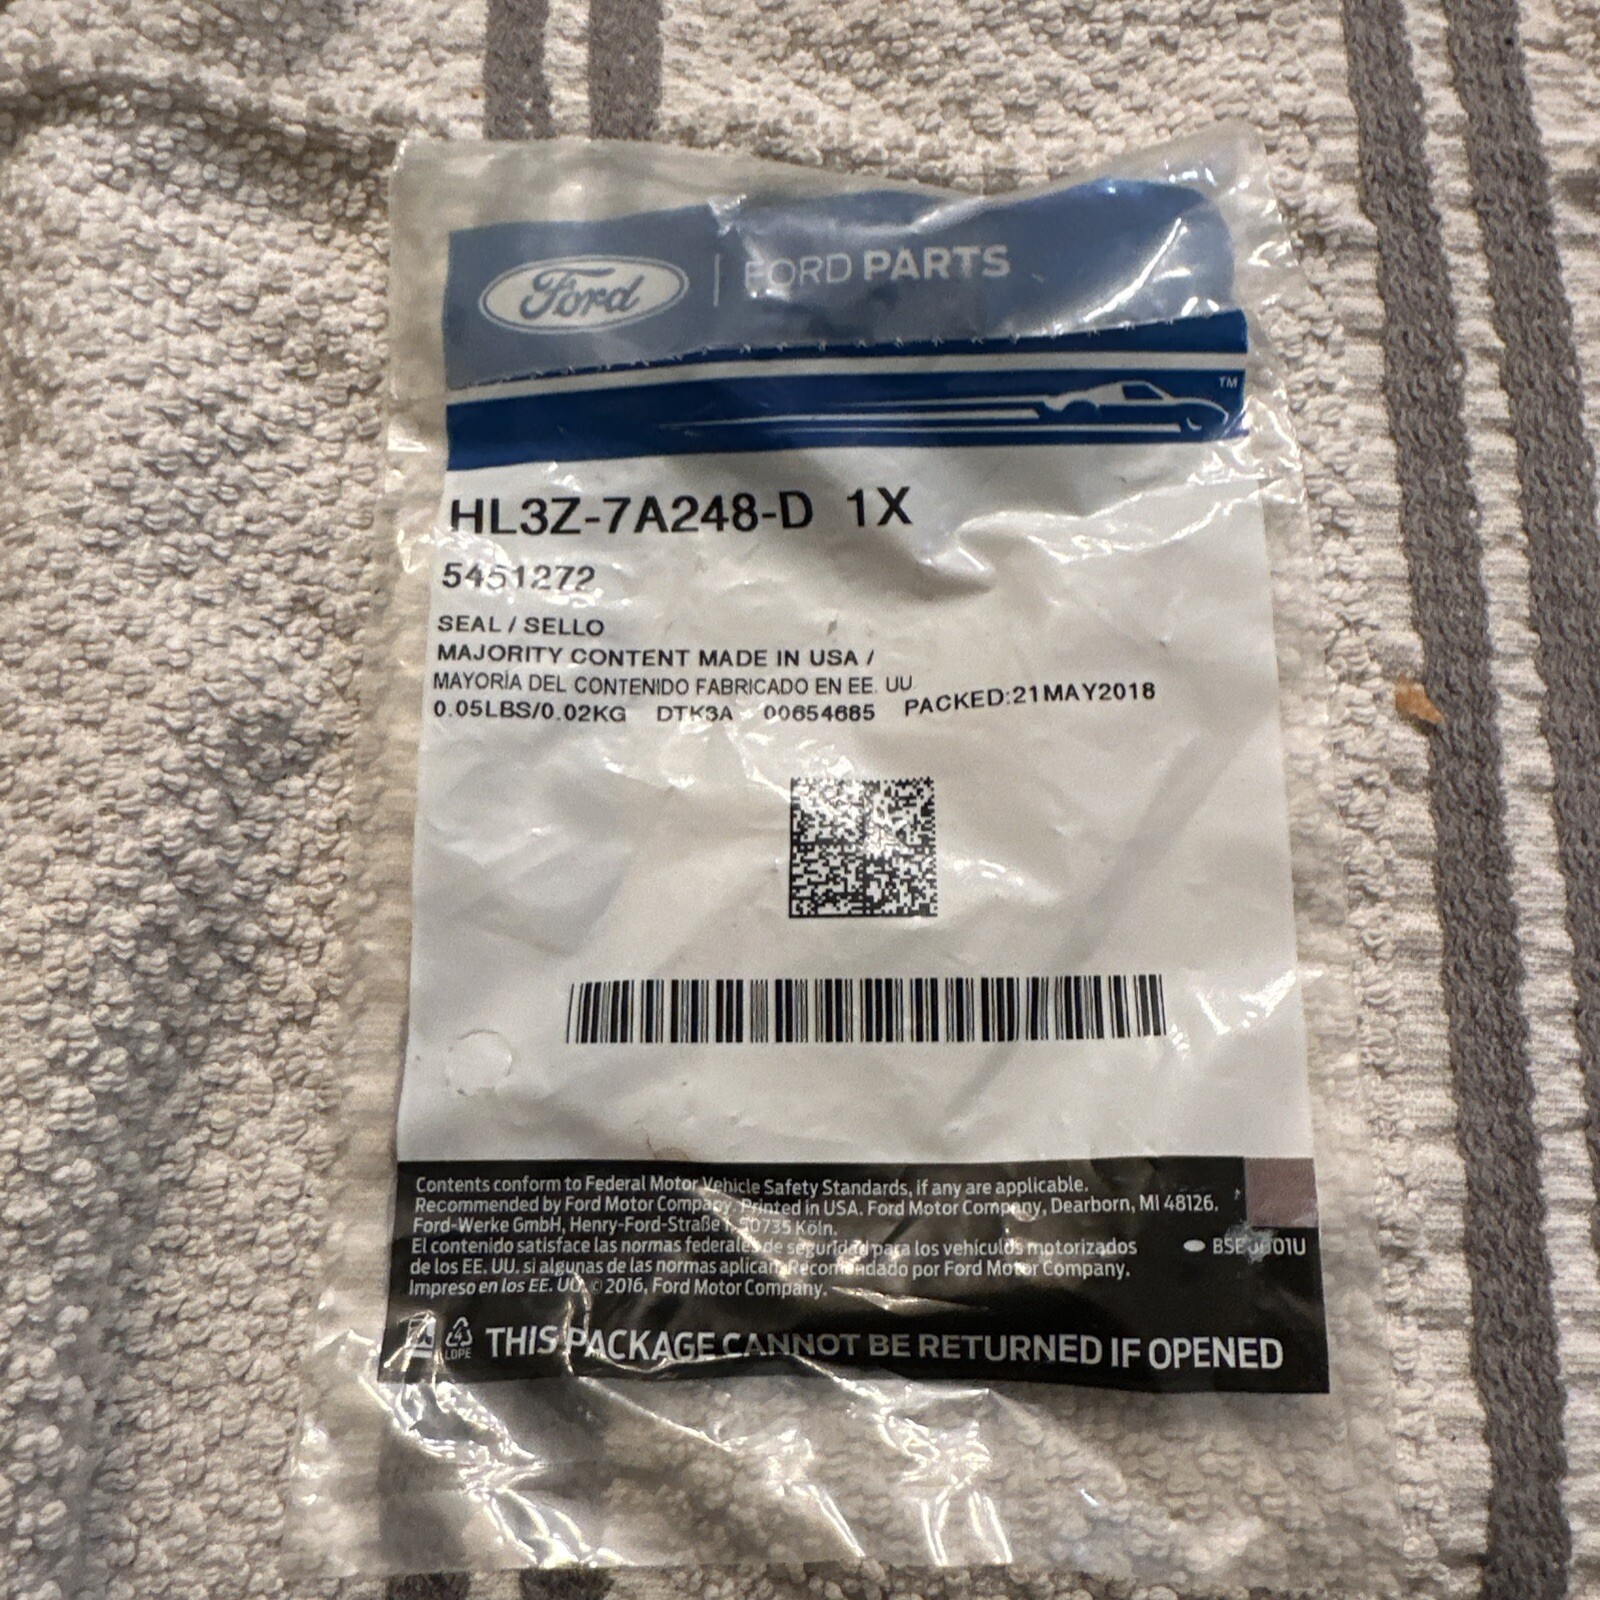 Ford | FORD PARTS
TM
HL3Z-7A248-D 1X
5451272
SEAL / SELLO
MAJORITY CONTENT MADE IN USA /
MAYORÍA DEL CONTENIDO FABRICADO EN EE. UU
0.05LBS/0.02KG DTK3A 00654685 PACKED:21MAY2018
Contents conform to Federal Motor Vehicle Safety Standards, if any are applicable.
Recommended by Ford Motor Company. Printed in USA. Ford Motor Company, Dearborn, MI 48126.
Ford-Werke GmbH, Henry-Ford-Straße 1, 50735 Köln.
El contenido satisface las normas federales de seguridad para los vehículos motorizados
de los EE. UU. si algunas de las normas aplican. Recomendado por Ford Motor Company.
Impreso en los EE. UU. © 2016, Ford Motor Company.
4
LDPE
THIS PACKAGE CANNOT BE RETURNED IF OPENED